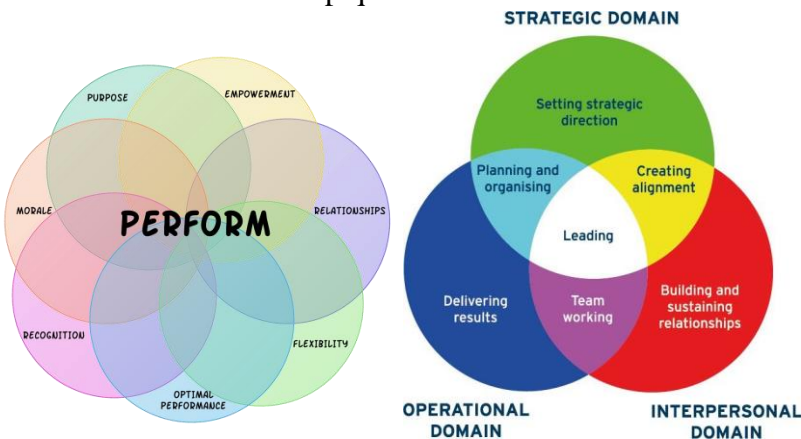 PURPOSE
EMPOWERMENT
MORALE
PERFORM
RELATIONSHIPS
RECOGNITION
FLEXIBILITY
OPTIMAL
PERFORMANCE
STRATEGIC DOMAIN
Setting strategic
direction
Planning and
organising
Creating
alignment
Leading
Delivering
results
Team
working
Building and
sustaining
relationships
OPERATIONAL
DOMAIN
INTERPERSONAL
DOMAIN